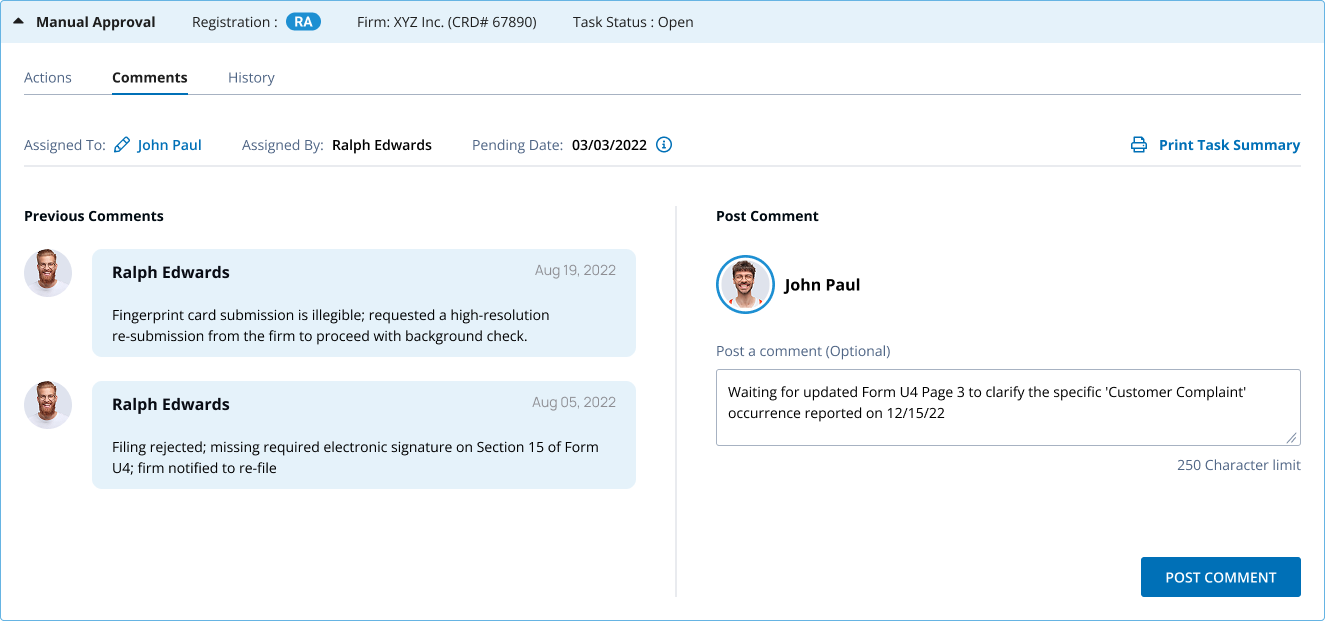 Manual Approval Registration : RA Firm: XYZ Inc. (CRD# 67890) Task Status : Open
Actions Comments History
Assigned To: John Paul Assigned By: Ralph Edwards Pending Date: 03/03/2022 Print Task Summary
Previous Comments
Ralph Edwards Aug 19, 2022
Fingerprint card submission is illegible; requested a high-resolution
re-submission from the firm to proceed with background check.
Ralph Edwards Aug 05, 2022
Filing rejected; missing required electronic signature on Section 15 of Form
U4; firm notified to re-file
Post Comment
John Paul
Post a comment (Optional)
Waiting for updated Form U4 Page 3 to clarify the specific 'Customer Complaint'
occurrence reported on 12/15/22
250 Character limit
POST COMMENT